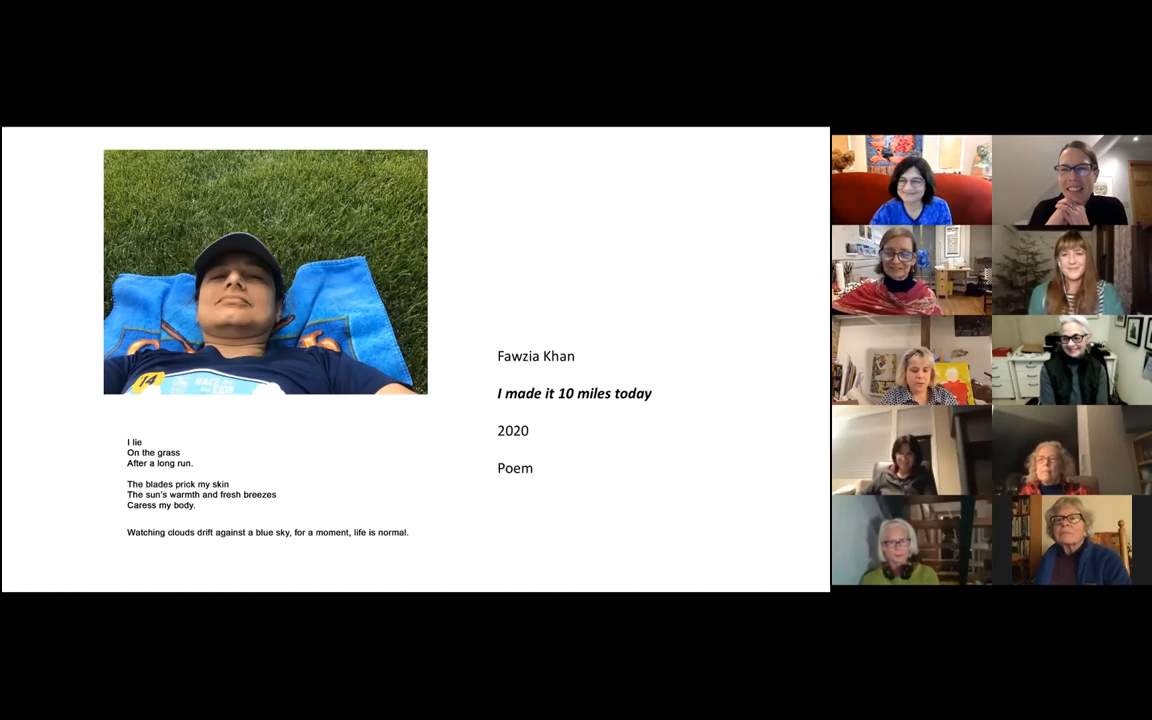 14
RACE
I lie
On the grass
After a long run.
The blades prick my skin
The sun's warmth and fresh breezes
Caress my body.
Watching clouds drift against a blue sky, for a moment, life is normal.
Fawzia Khan
I made it 10 miles today
2020
Poem